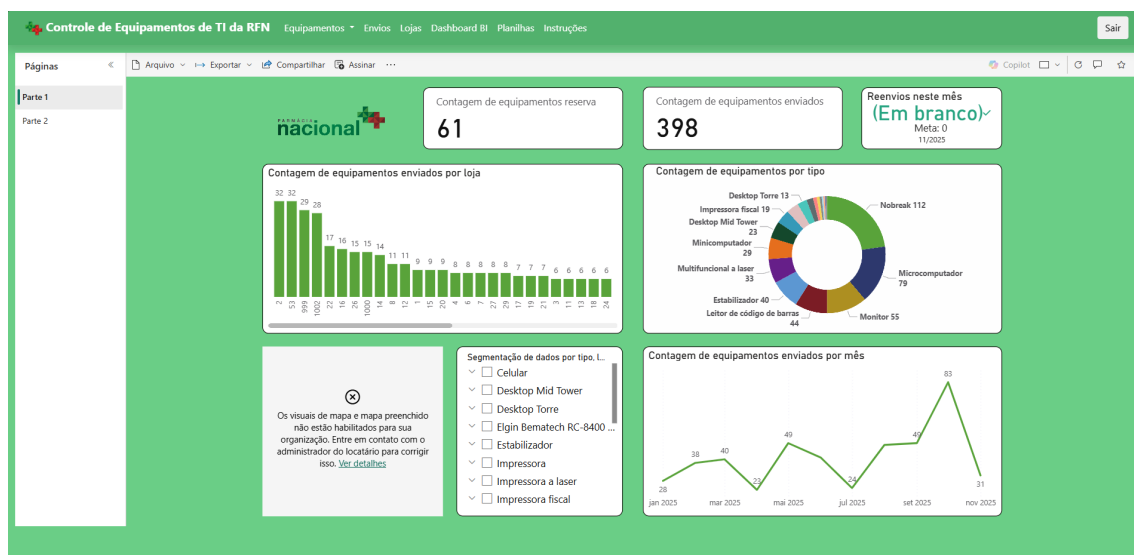 Controle de Equipamentos de TI da RFN Equipamentos Envios Lojas Dashboard BI Planilhas Instruções Sair
Páginas
Arquivo Exportar Compartilhar Assinar ... Copilot
Parte 1
Parte 2
FARMÁCIA
nacional
Contagem de equipamentos reserva
61
Contagem de equipamentos enviados
398
Reenvios neste mês
(Em branco)
Meta: 0
11/2025
Contagem de equipamentos enviados por loja
32 32 29 28 17 16 15 15 14 11 11 9 9 9 8 8 8 8 8 7 7 7 6 6 6 6 6
2 53 999 1002 22 16 26 1000 14 8 12 1 15 20 4 6 7 27 29 17 19 21 3 11 13 18 24
Contagem de equipamentos por tipo
Desktop Torre 13
Impressora fiscal 19
Desktop Mid Tower
23
Minicomputador
29
Multifuncional a laser
33
Estabilizador 40
Leitor de código de barras
44
Nobreak 112
Microcomputador
79
Monitor 55
Os visuais de mapa e mapa preenchido
não estão habilitados para sua
organização. Entre em contato com o
administrador do locatário para corrigir
isso. Ver detalhes
Segmentação de dados por tipo, l...
Celular
Desktop Mid Tower
Desktop Torre
Elgin Bematech RC-8400 ...
Estabilizador
Impressora
Impressora a laser
Impressora fiscal
Contagem de equipamentos enviados por mês
28 38 40 23 49 24 49 83 31
jan 2025 mar 2025 mai 2025 jul 2025 set 2025 nov 2025